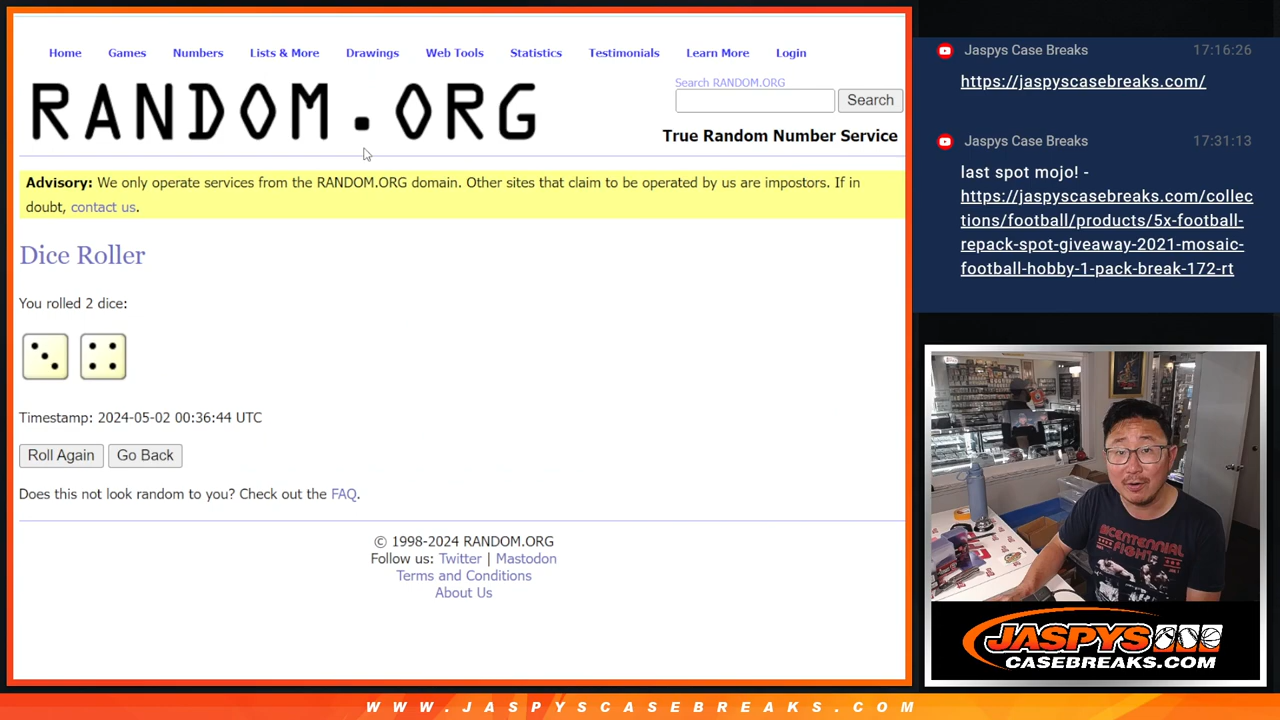 Home Games Numbers Lists & More Drawings Web Tools Statistics Testimonials Learn More Login
RANDOM.ORG
Search RANDOM.ORG
Search
True Random Number Service
Advisory: We only operate services from the RANDOM.ORG domain. Other sites that claim to be operated by us are impostors. If in
doubt, contact us.
Dice Roller
You rolled 2 dice:
Timestamp: 2024-05-02 00:36:44 UTC
Roll Again Go Back
Does this not look random to you? Check out the FAQ.
© 1998-2024 RANDOM.ORG
Follow us: Twitter | Mastodon
Terms and Conditions
About Us
Jaspys Case Breaks 17:16:26
https://jaspyscasebreaks.com/
Jaspys Case Breaks 17:31:13
last spot mojo! -
https://jaspyscasebreaks.com/collec
tions/football/products/5x-football-
repack-spot-giveaway-2021-mosaic-
football-hobby-1-pack-break-172-rt
BICENTENNIAL
FIGHT
JASPYS
CASEBREAKS.COM
WWW.JASPYSCASEBREAKS.COM